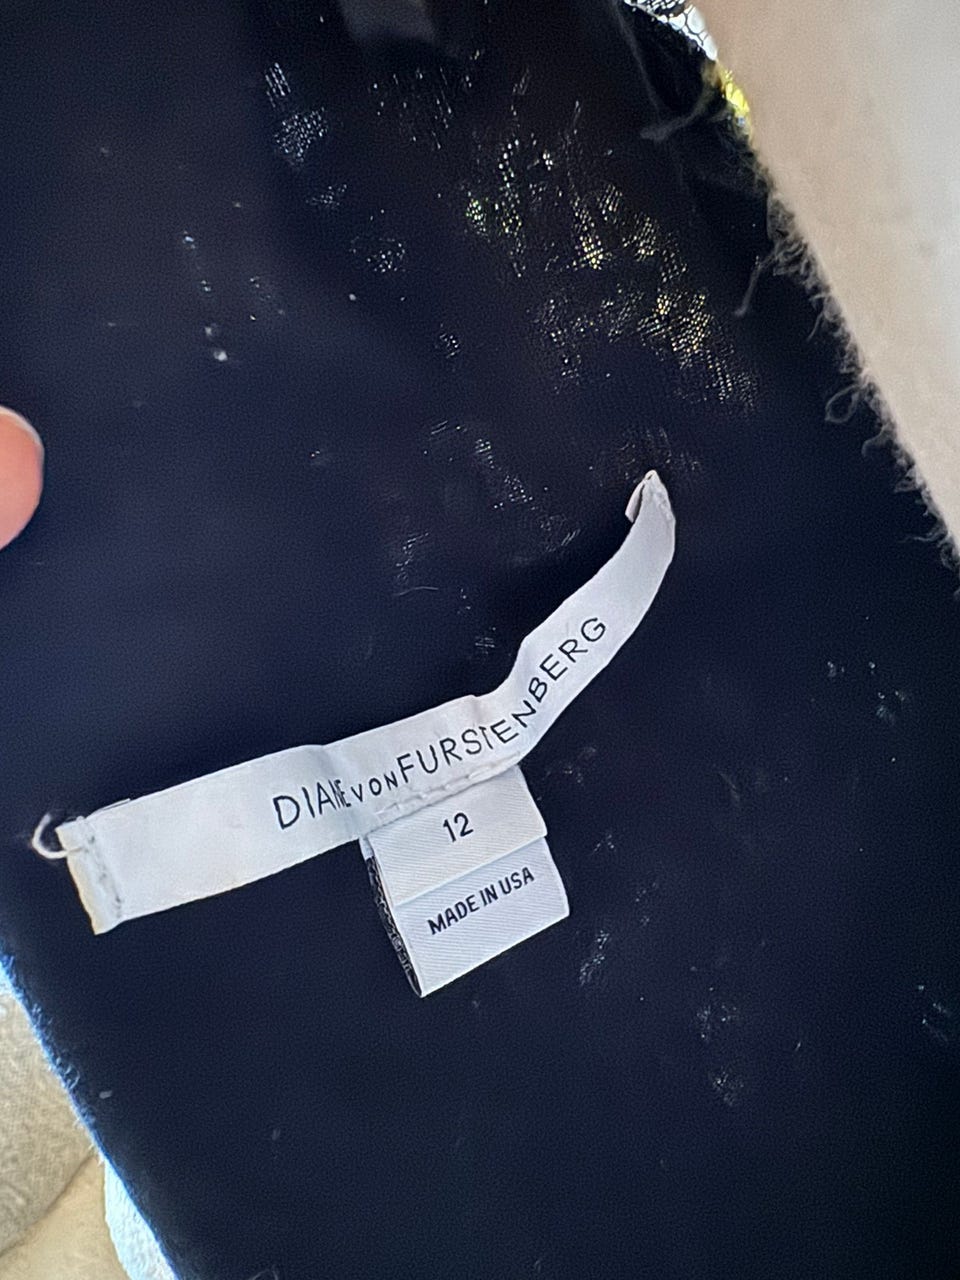 DIANE VON FURSTENBERG
12
MADE IN USA